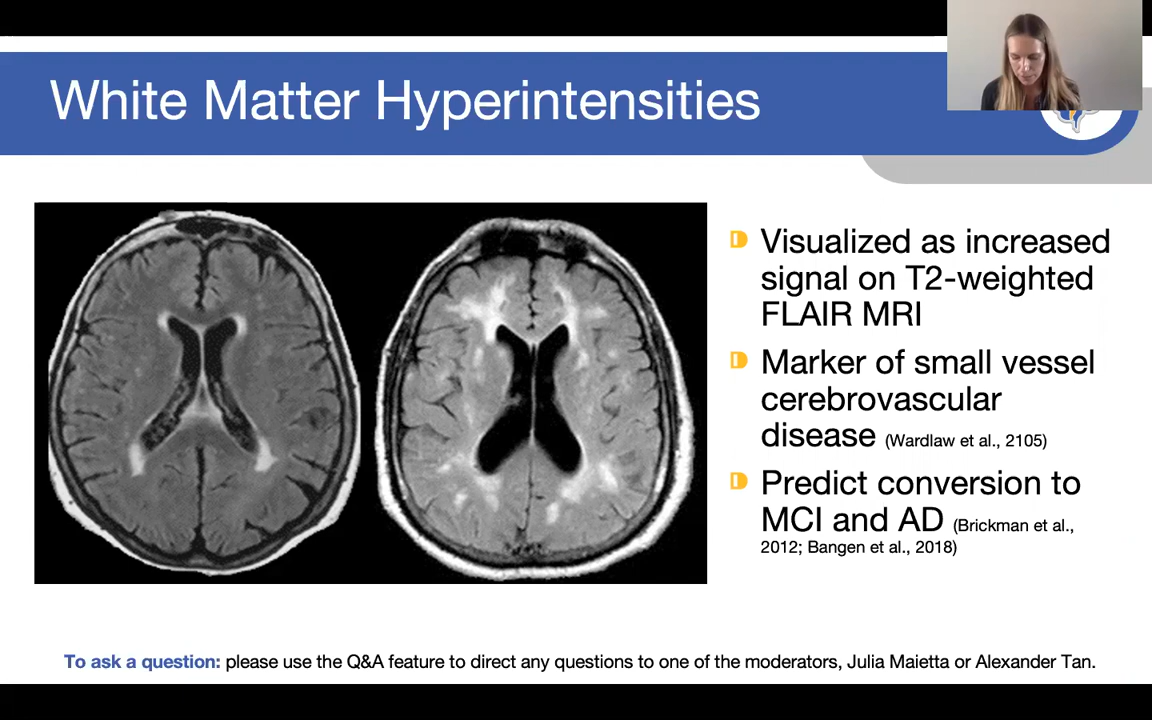 White Matter Hyperintensities
Visualized as increased
signal on T2-weighted
FLAIR MRI
Marker of small vessel
cerebrovascular
disease (Wardlaw et al., 2105)
Predict conversion to
MCI and AD (Brickman et al.,
2012; Bangen et al., 2018)
To ask a question: please use the Q&A feature to direct any questions to one of the moderators, Julia Maietta or Alexander Tan.